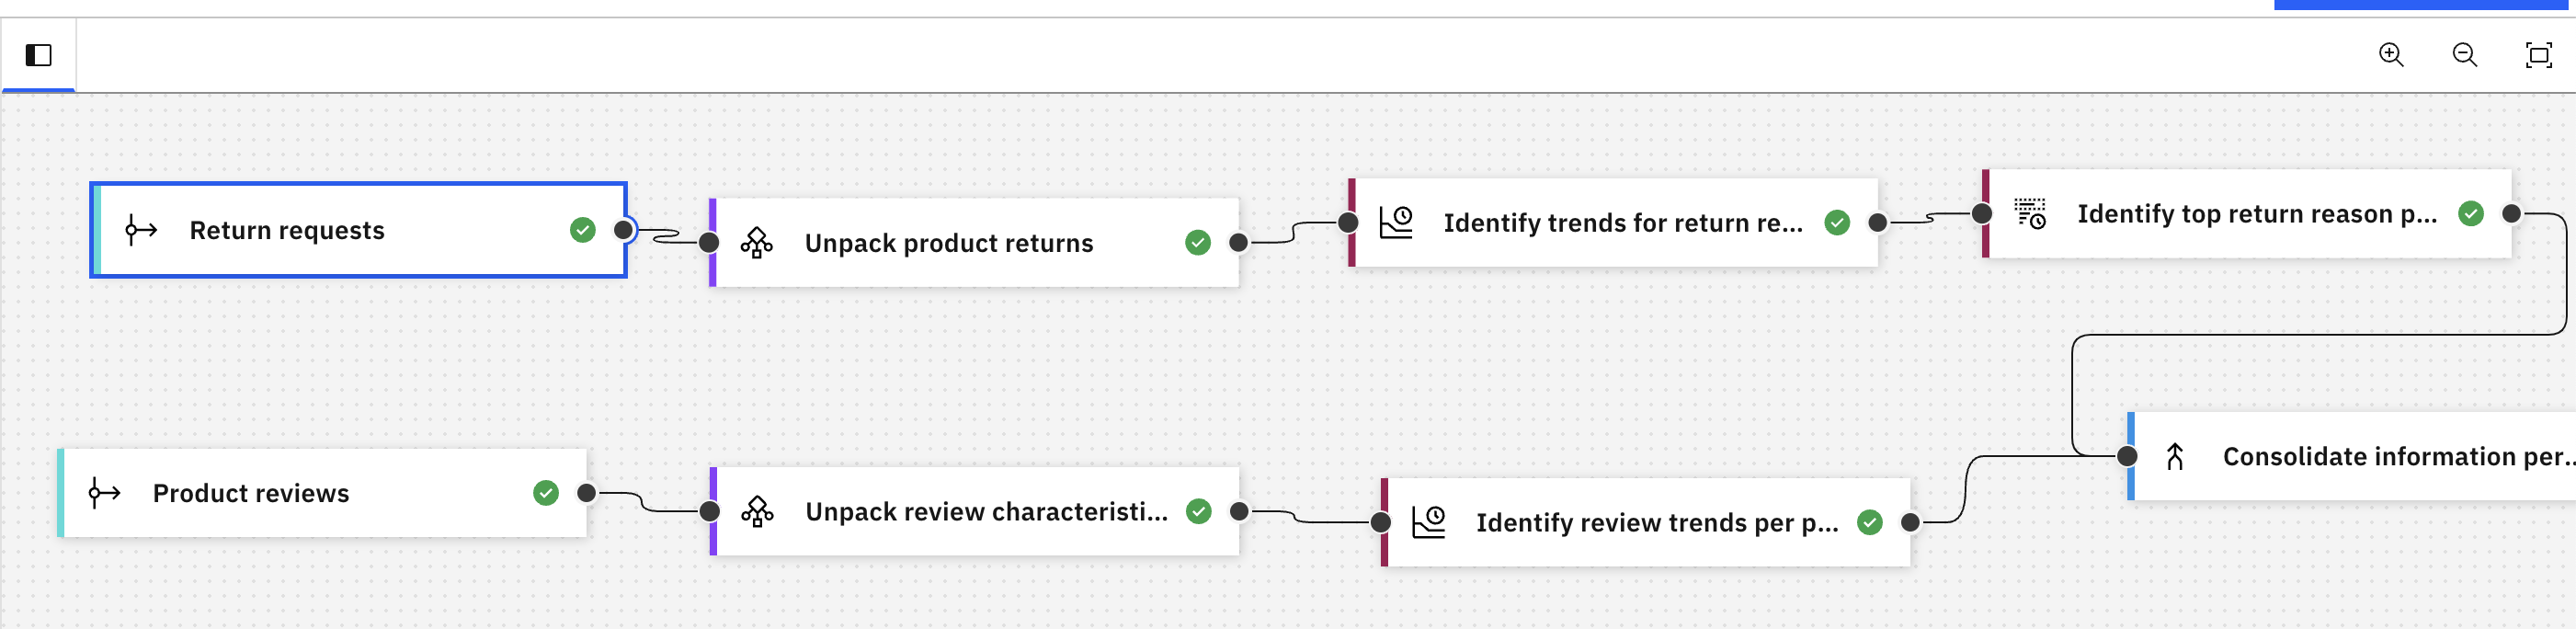 Return requests
Unpack product returns
Identify trends for return re...
Identify top return reason p...
Product reviews
Unpack review characteristi...
Identify review trends per p...
Consolidate information per...